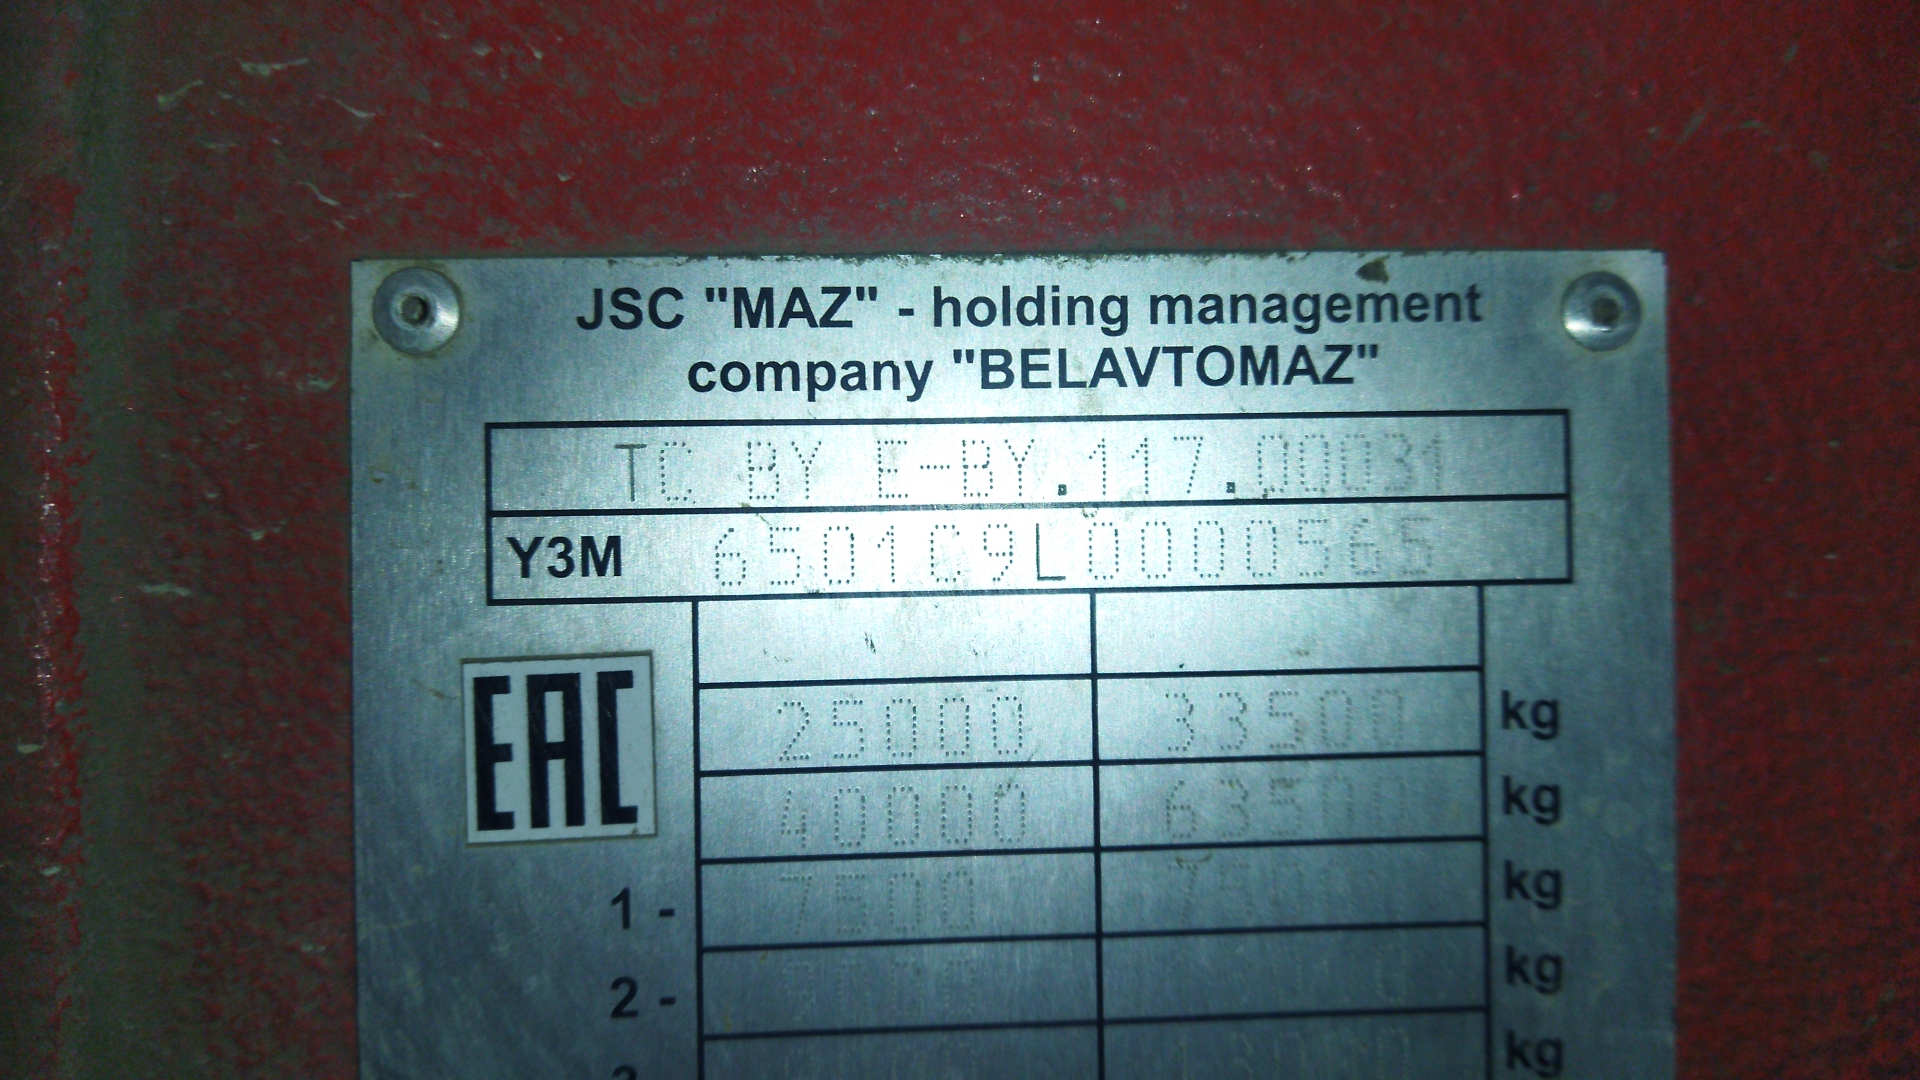 JSC "MAZ" - holding management
company "BELAVTOMAZ"
TC BY E-BY.117.00031
Y3M 6501C9L0000565
25000 33500 kg
EAC
40000 63500 kg
1 - 7500 kg
2 - kg
kg